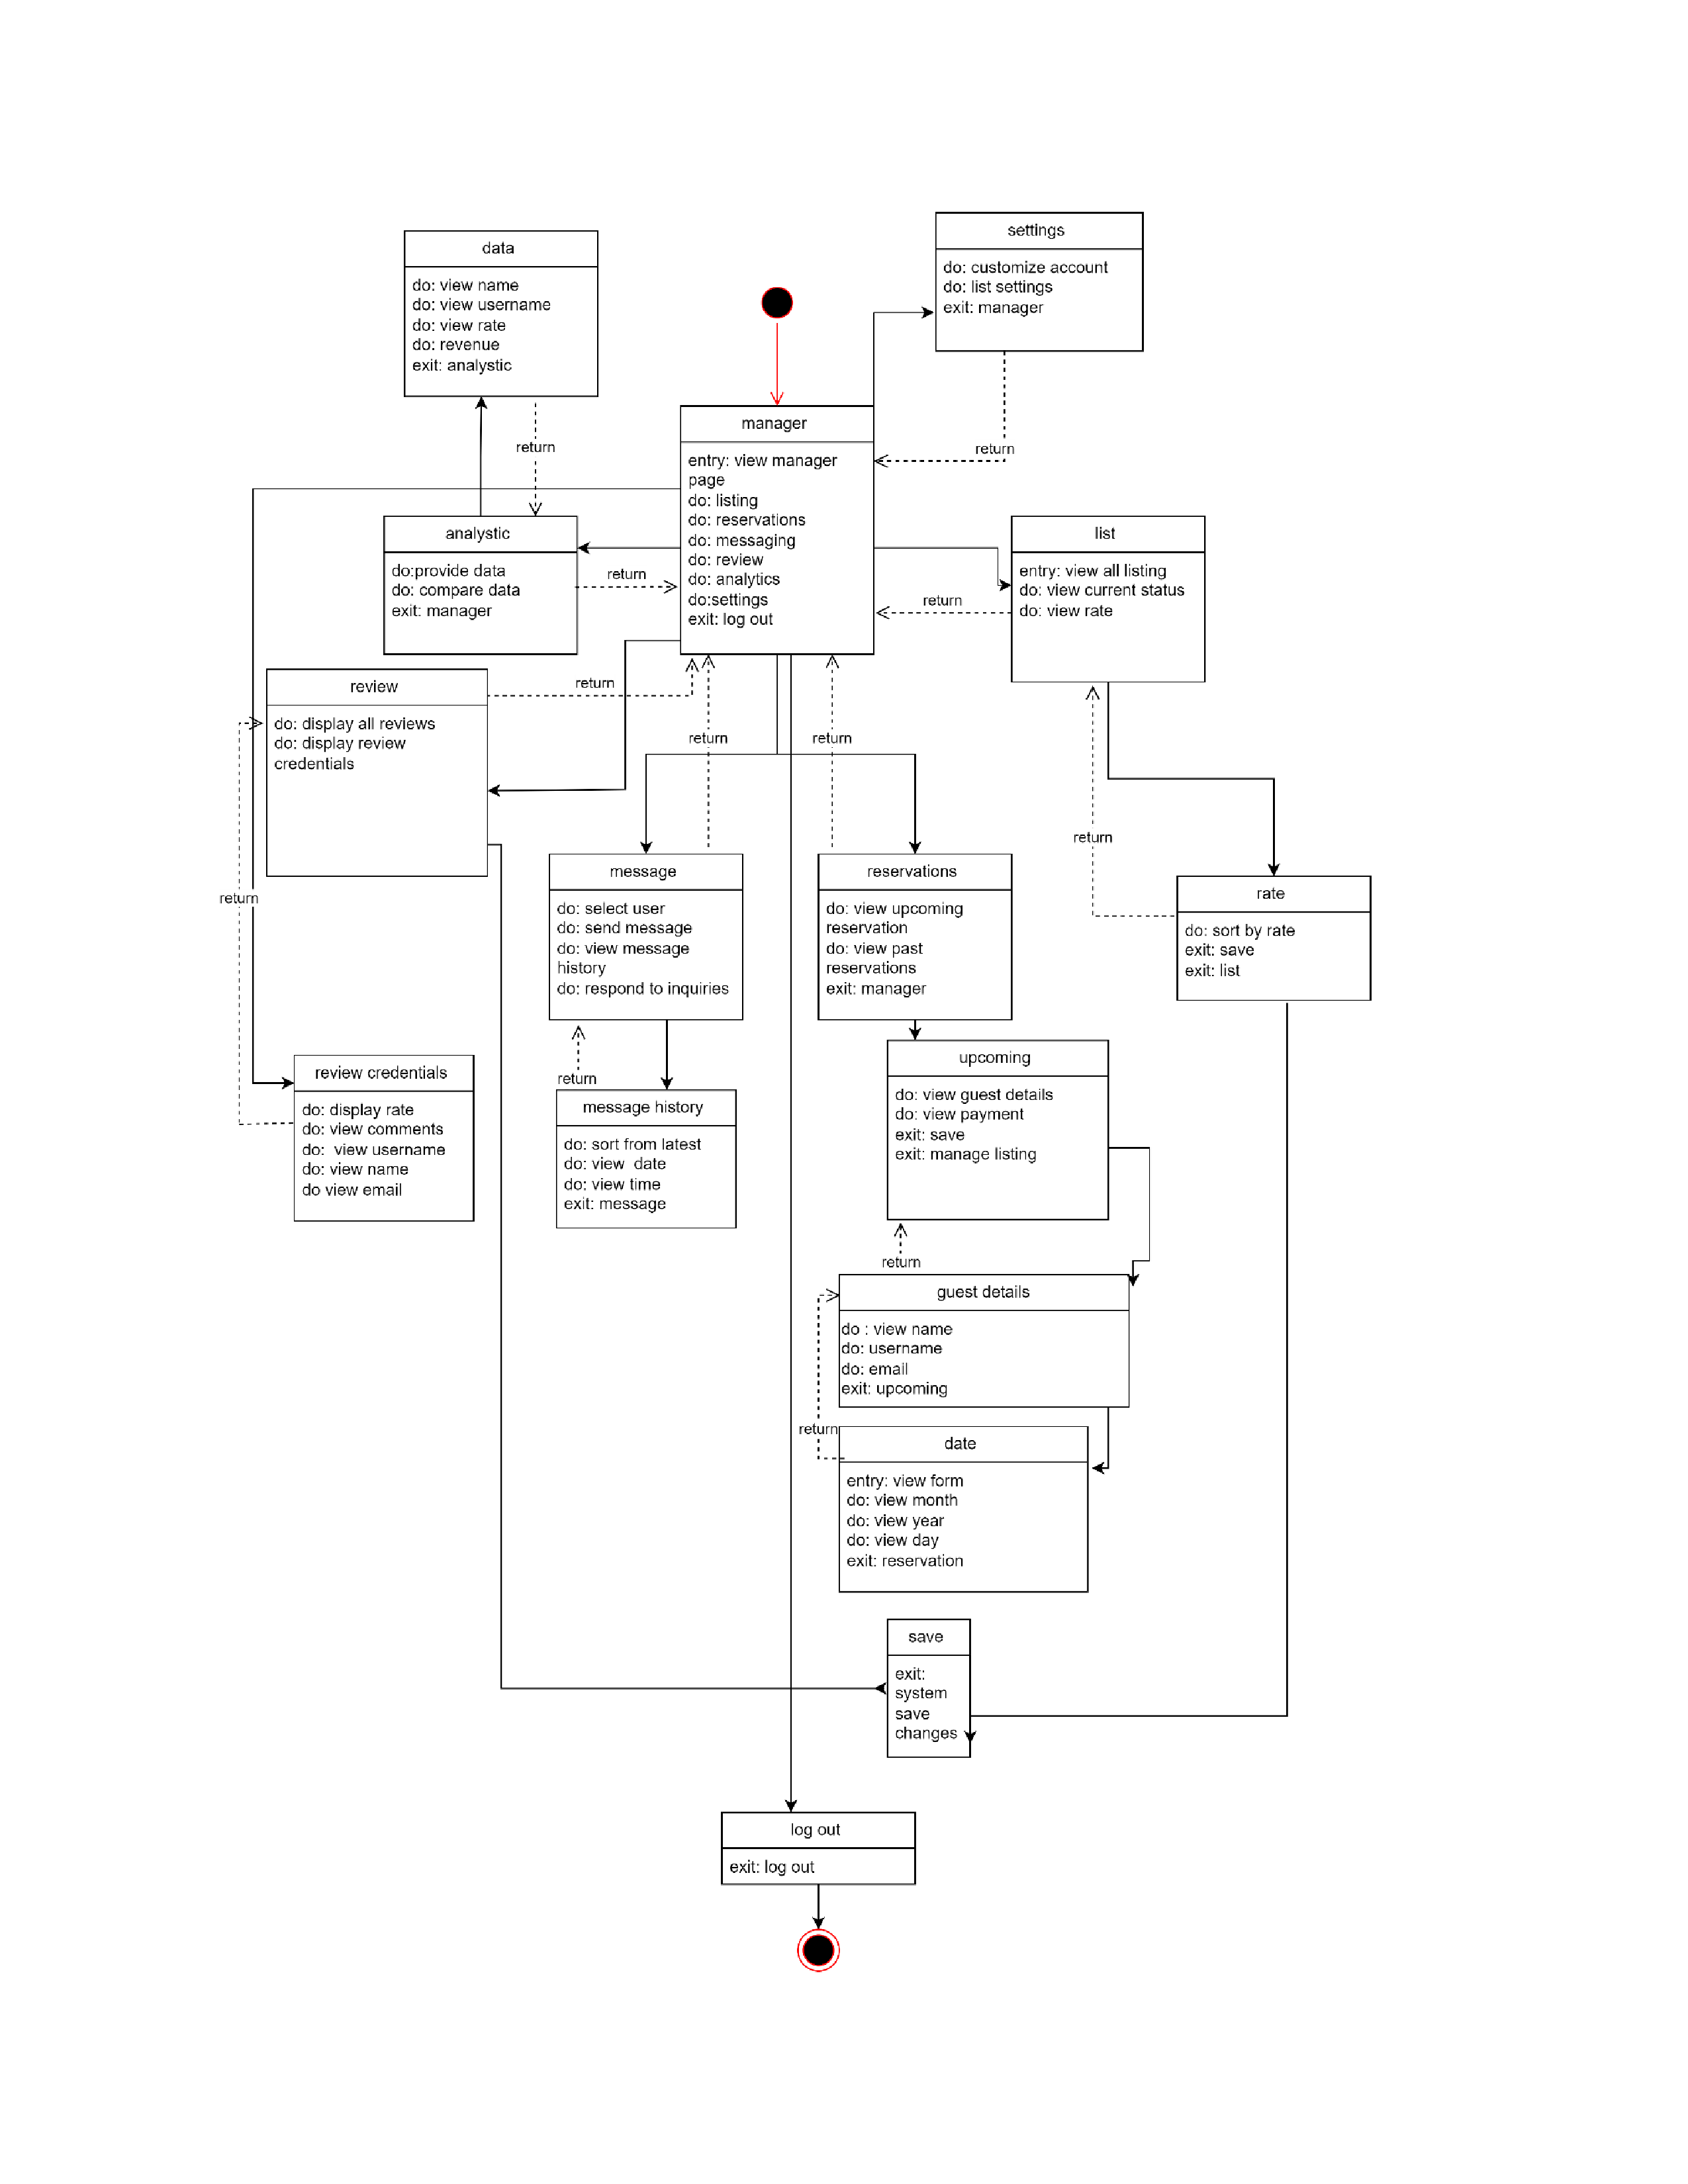 settings
do: customize account
do: list settings
exit: manager
data
do: view name
do: view username
do: view rate
do: revenue
exit: analystic
return
return
manager
entry: view manager
page
do: listing
do: reservations
do: messaging
do: review
do: analytics
do:settings
exit: log out
analystic
do:provide data
do: compare data
exit: manager
return
list
entry: view all listing
do: view current status
do: view rate
return
review
do: display all reviews
do: display review
credentials
return
return
return
return
return
message
do: select user
do: send message
do: view message
history
do: respond to inquiries
reservations
do: view upcoming
reservation
do: view past
reservations
exit: manager
rate
do: sort by rate
exit: save
exit: list
review credentials
do: display rate
do: view comments
do:  view username
do: view name
do view email
return
message history
do: sort from latest
do: view  date
do: view time
exit: message
upcoming
do: view guest details
do: view payment
exit: save
exit: manage listing
return
guest details
do : view name
do: username
do: email
exit: upcoming
return
date
entry: view form
do: view month
do: view year
do: view day
exit: reservation
save
exit:
system
save
changes
log out
exit: log out